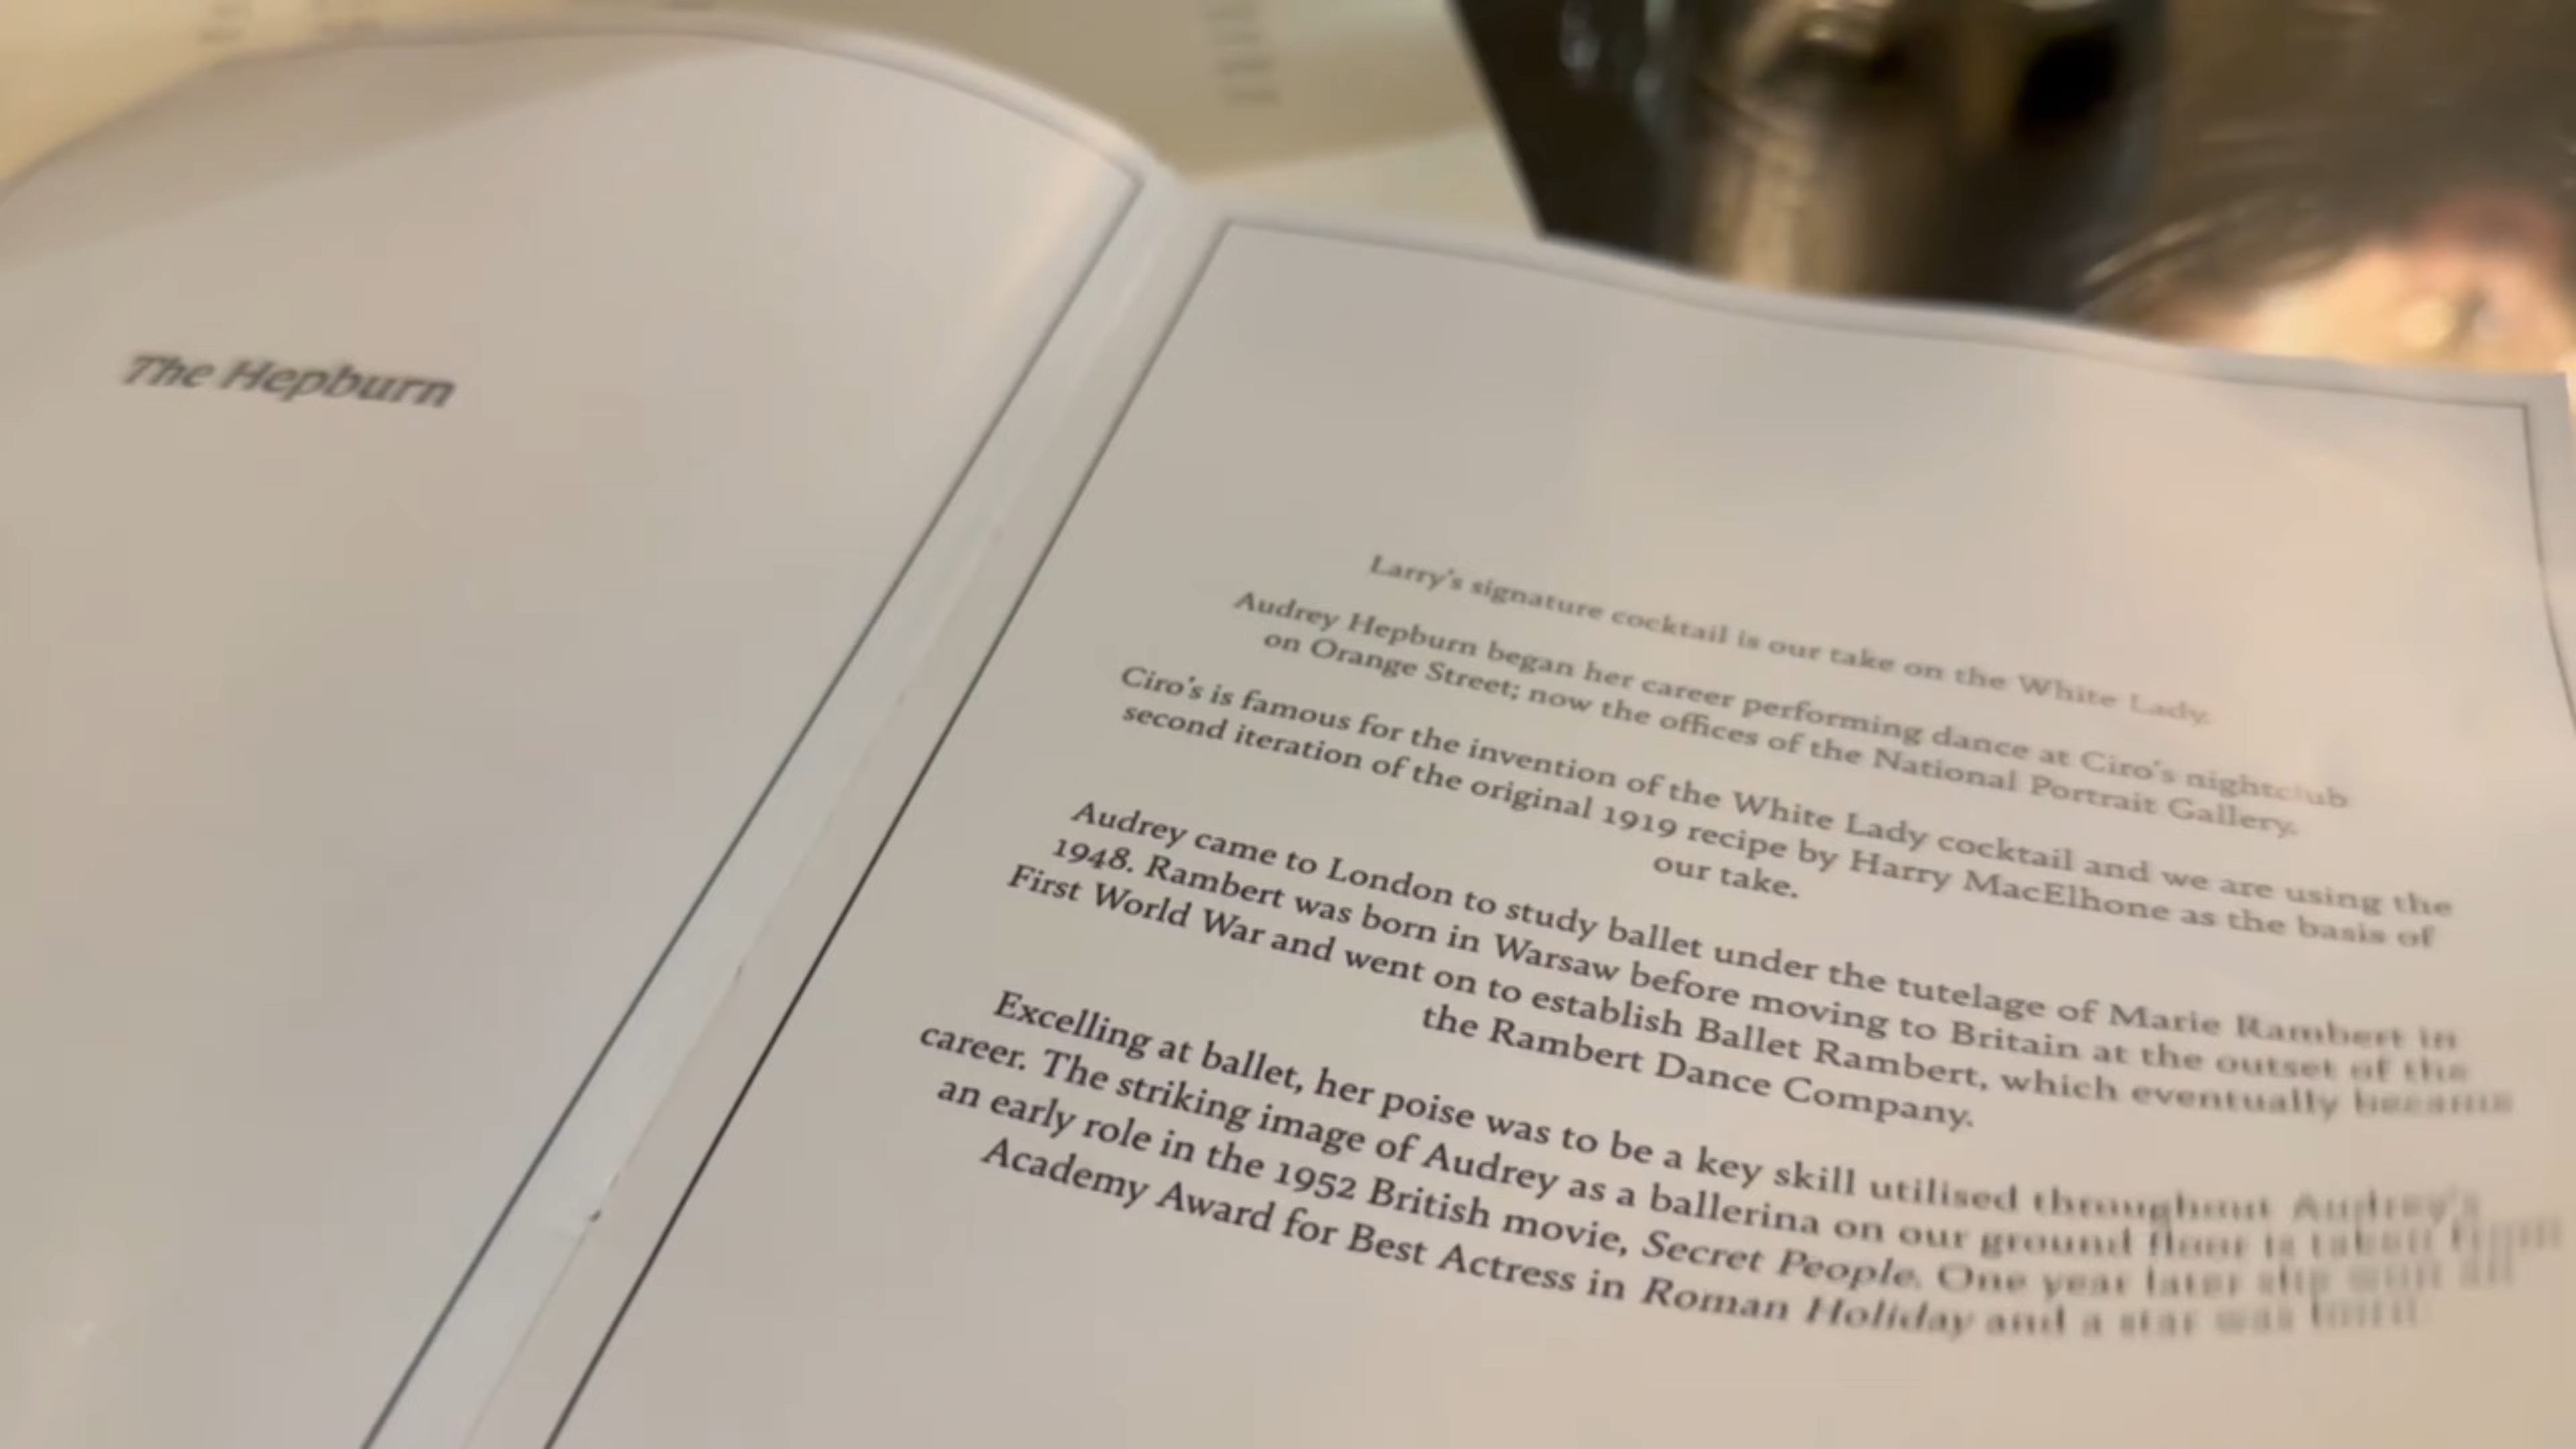 The Hepburn
Larry's signature cocktail is our take on the White Lady.
Audrey Hepburn began her career performing dance at Ciro's nightclub
on Orange Street; now the offices of the National Portrait Gallery.
Ciro's is famous for the invention of the White Lady cocktail and we are using the
second iteration of the original 1919 recipe by Harry MacElhone as the basis of
our take.
Audrey came to London to study ballet under the tutelage of Marie Rambert in
1948. Rambert was born in Warsaw before moving to Britain at the outset of the
First World War and went on to establish Ballet Rambert, which eventually became
the Rambert Dance Company.
Excelling at ballet, her poise was to be a key skill utilised throughout Audrey's
career. The striking image of Audrey as a ballerina on our ground floor is taken from
an early role in the 1952 British movie, Secret People. One year later she
Academy Award for Best Actress in Roman Holiday and a star was